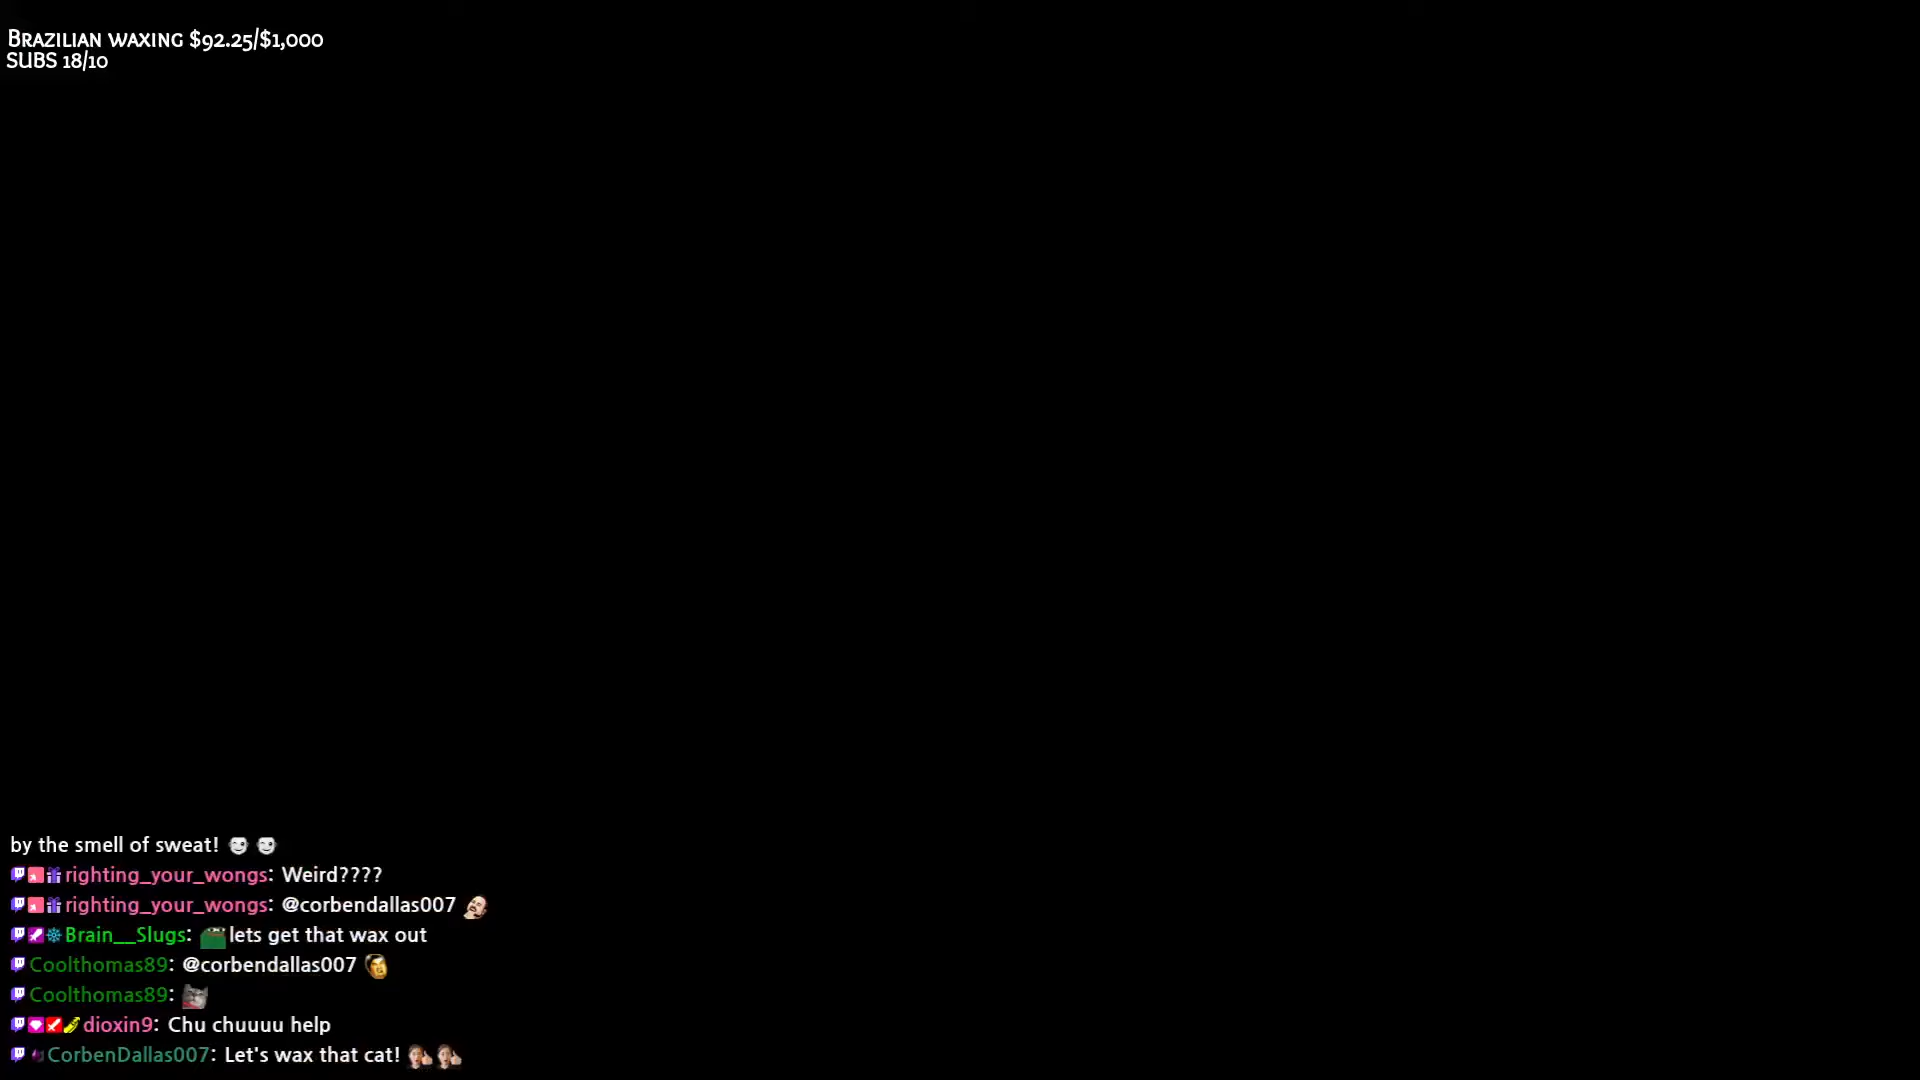 Brazilian waxing $92.25/$1,000
SUBS 18/10
by the smell of sweat!
righting_your_wongs: Weird????
righting_your_wongs: @corbendallas007
Brain__Slugs: lets get that wax out
Coolthomas89: @corbendallas007
Coolthomas89:
dioxin9: Chu chuuuu help
CorbenDallas007: Let's wax that cat!